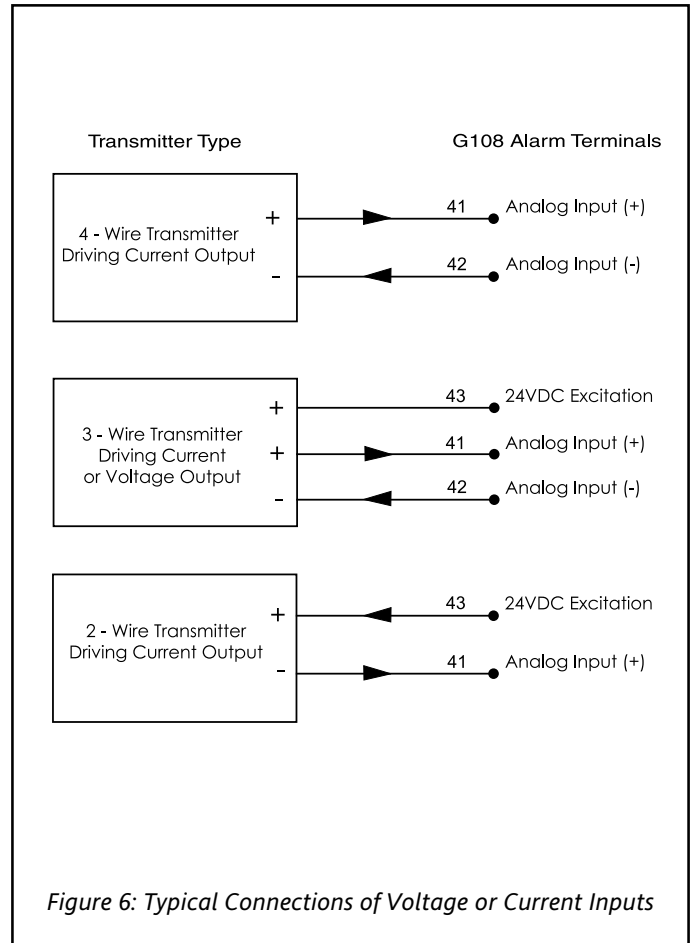 Transmitter Type G108 Alarm Terminals
4 - Wire Transmitter
Driving Current Output
+ 41 Analog Input (+)
- 42 Analog Input (-)
3 - Wire Transmitter
Driving Current
or Voltage Output
+ 43 24VDC Excitation
+ 41 Analog Input (+)
- 42 Analog Input (-)
2 - Wire Transmitter
Driving Current Output
+ 43 24VDC Excitation
- 41 Analog Input (+)
Figure 6: Typical Connections of Voltage or Current Inputs